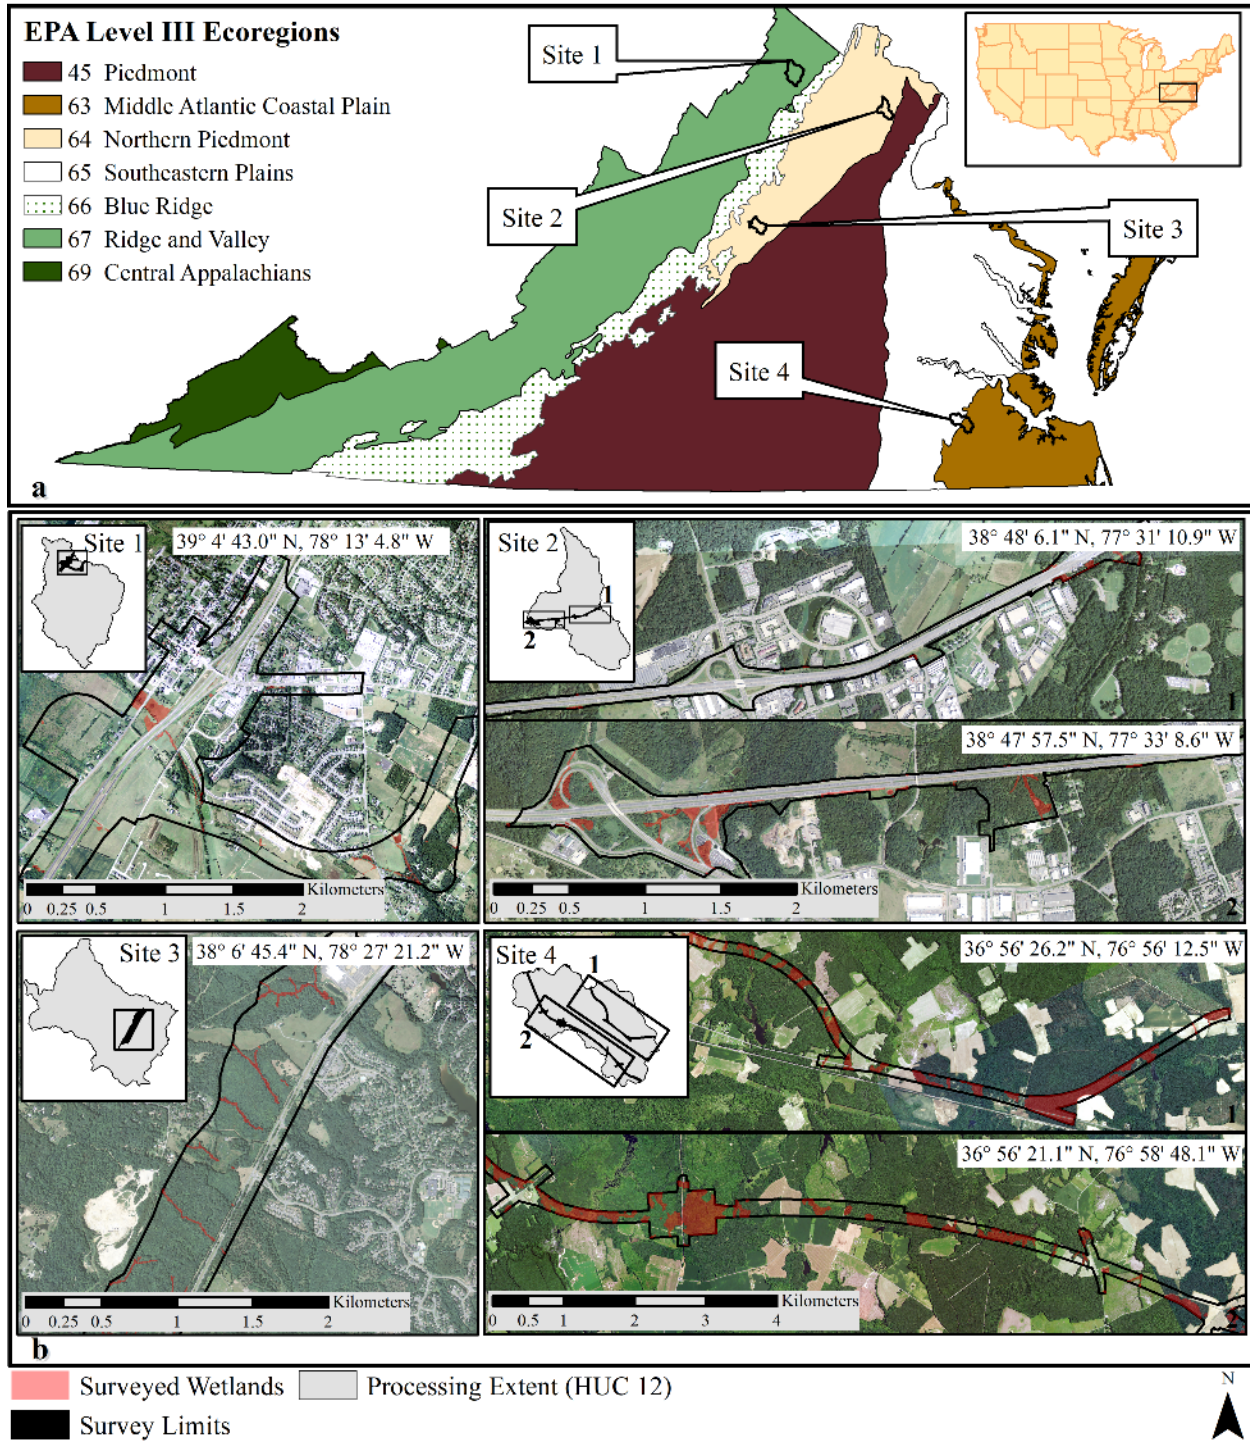 EPA Level III Ecoregions
45 Piedmont
63 Middle Atlantic Coastal Plain
64 Northern Piedmont
65 Southeastern Plains
66 Blue Ridge
67 Ridge and Valley
69 Central Appalachians
Site 1
Site 2
Site 3
Site 4
a
Site 1
39° 4' 43.0" N, 78° 13' 4.8" W
Kilometers
0 0.25 0.5 1 1.5 2
Site 2
1
2
38° 48' 6.1" N, 77° 31' 10.9" W
1
38° 47' 57.5" N, 77° 33' 8.6" W
Kilometers
0 0.25 0.5 1 1.5 2
2
Site 3
38° 6' 45.4" N, 78° 27' 21.2" W
Kilometers
0 0.25 0.5 1 1.5 2
Site 4
1
2
36° 56' 26.2" N, 76° 56' 12.5" W
1
36° 56' 21.1" N, 76° 58' 48.1" W
Kilometers
0 0.5 1 2 3 4
2
b
Surveyed Wetlands
Processing Extent (HUC 12)
Survey Limits
N